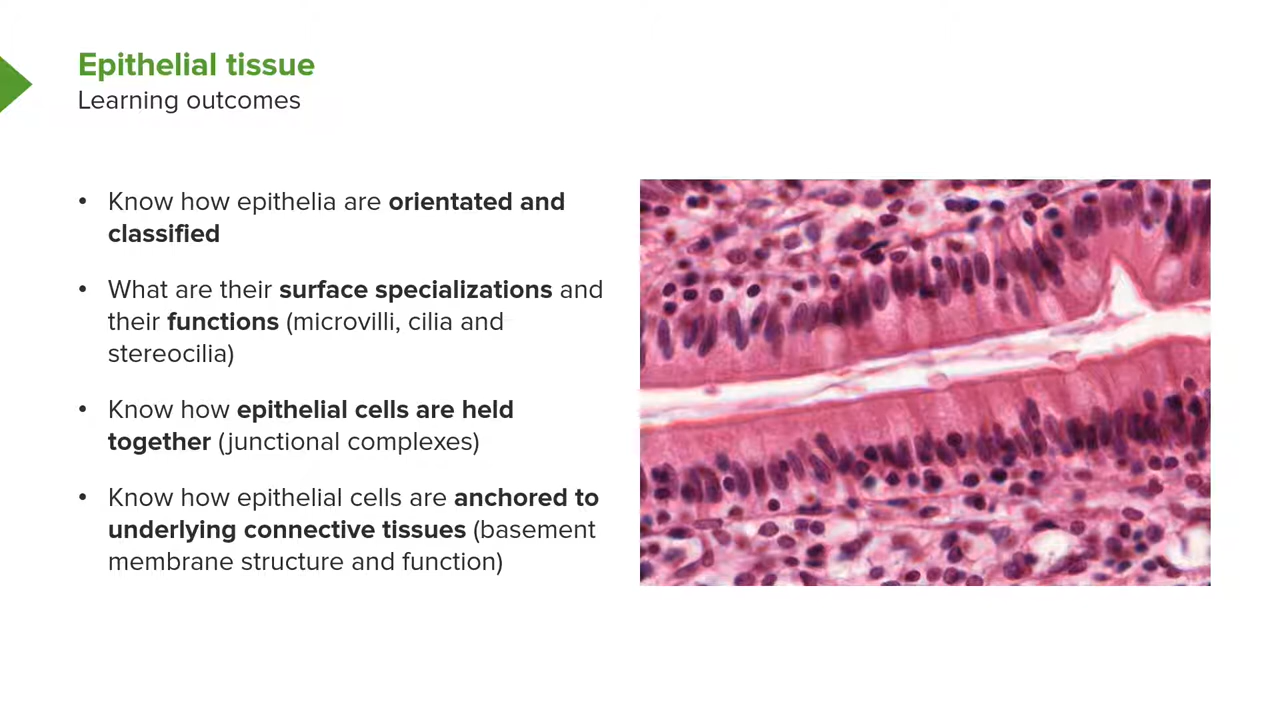 Epithelial tissue
Learning outcomes
• Know how epithelia are orientated and
classified
• What are their surface specializations and
their functions (microvilli, cilia and
stereocilia)
• Know how epithelial cells are held
together (junctional complexes)
• Know how epithelial cells are anchored to
underlying connective tissues (basement
membrane structure and function)